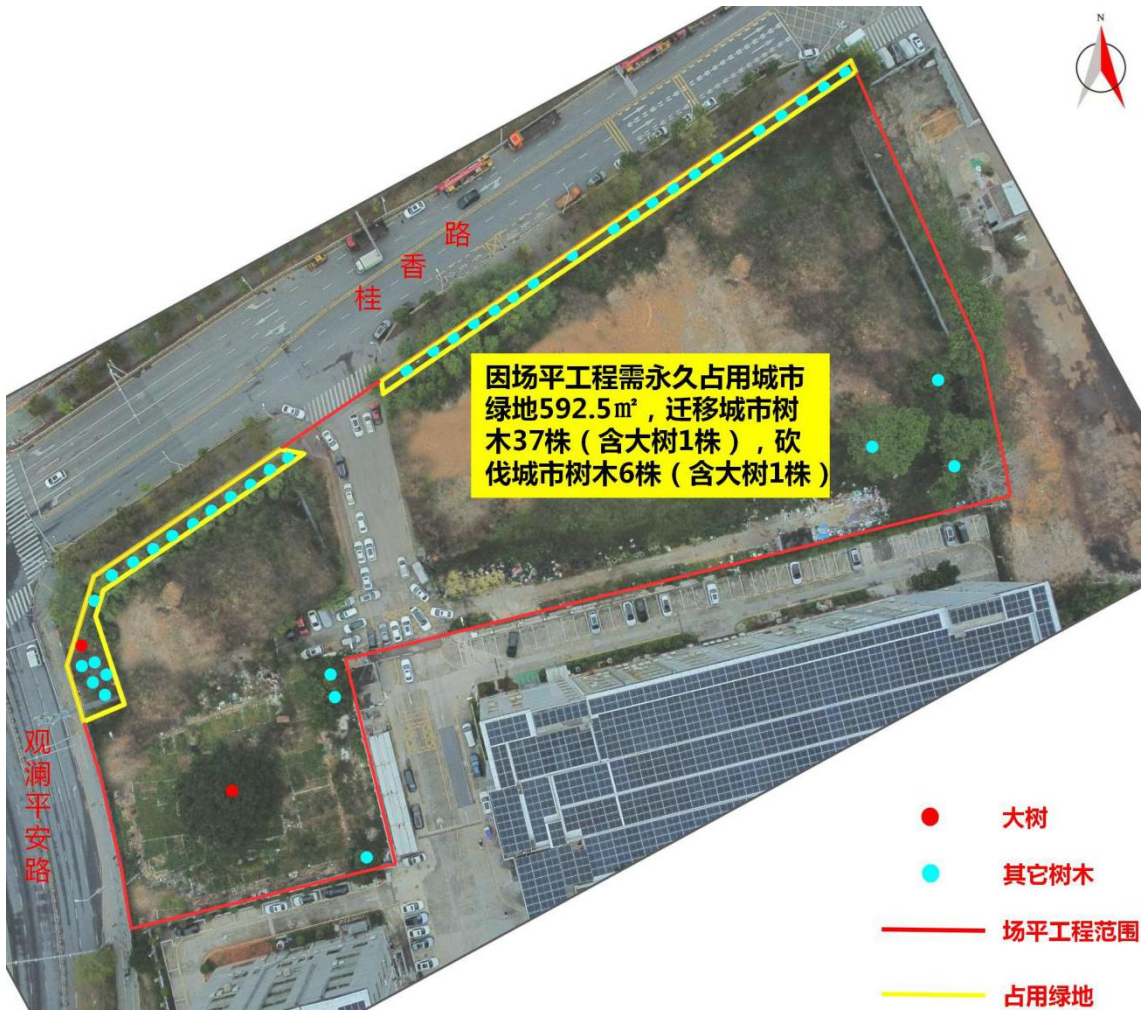 N
桂香路
因场平工程需永久占用城市
绿地592.5㎡，迁移城市树
木37株（含大树1株），砍
伐城市树木6株（含大树1株）
观澜平安路
大树
其它树木
场平工程范围
占用绿地